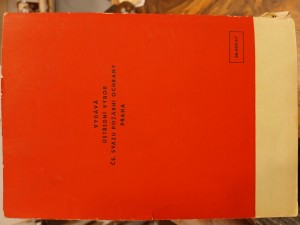 VYDÁVÁ
ÚSTŘEDNÍ VÝBOR
ČS. SVAZU POŽÁRNÍ OCHRANY
PRAHA